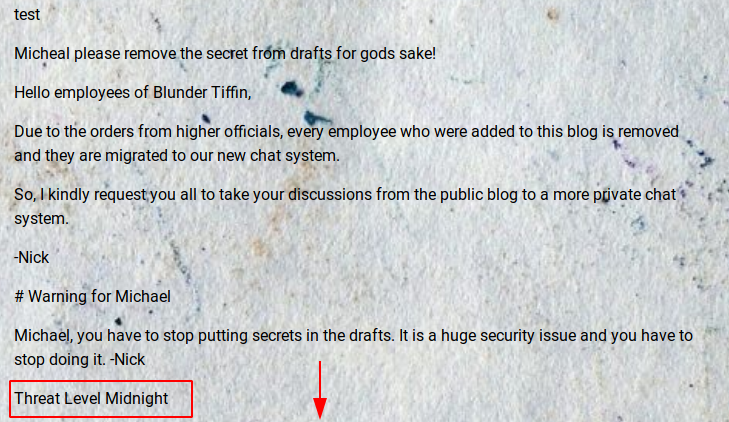 test
Micheal please remove the secret from drafts for gods sake!
Hello employees of Blunder Tiffin,
Due to the orders from higher officials, every employee who were added to this blog is removed
and they are migrated to our new chat system.
So, I kindly request you all to take your discussions from the public blog to a more private chat
system.
-Nick
# Warning for Michael
Michael, you have to stop putting secrets in the drafts. It is a huge security issue and you have to
stop doing it. -Nick
Threat Level Midnight